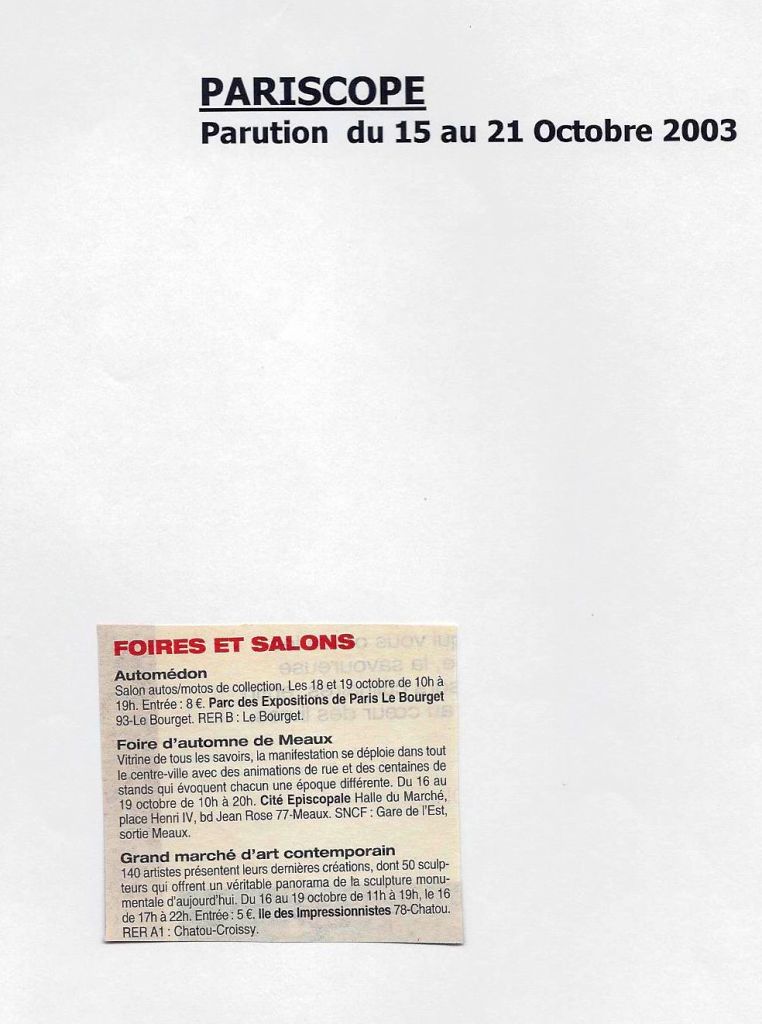 PARISCOPE
Parution du 15 au 21 Octobre 2003
FOIRES ET SALONS
Automédon
Salon autos/motos de collection. Les 18 et 19 octobre de 10h à
19h. Entrée : 8 €. Parc des Expositions de Paris Le Bourget
93-Le Bourget. RER B : Le Bourget.
Foire d'automne de Meaux
Vitrine de tous les savoirs, la manifestation se déploie dans tout
le centre-ville avec des animations de rue et des centaines de
stands qui évoquent chacun une époque différente. Du 16 au
19 octobre de 10h à 20h. Cité Episcopale Halle du Marché,
place Henri IV, bd Jean Rose 77-Meaux. SNCF : Gare de l'Est,
sortie Meaux.
Grand marché d'art contemporain
140 artistes présentent leurs dernières créations, dont 50 sculp-
teurs qui offrent un véritable panorama de la sculpture monu-
mentale d'aujourd'hui. Du 16 au 19 octobre de 11h à 19h, le 16
de 17h à 22h. Entrée : 5 €. Ile des Impressionnistes 78-Chatou.
RER A1 : Chatou-Croissy.